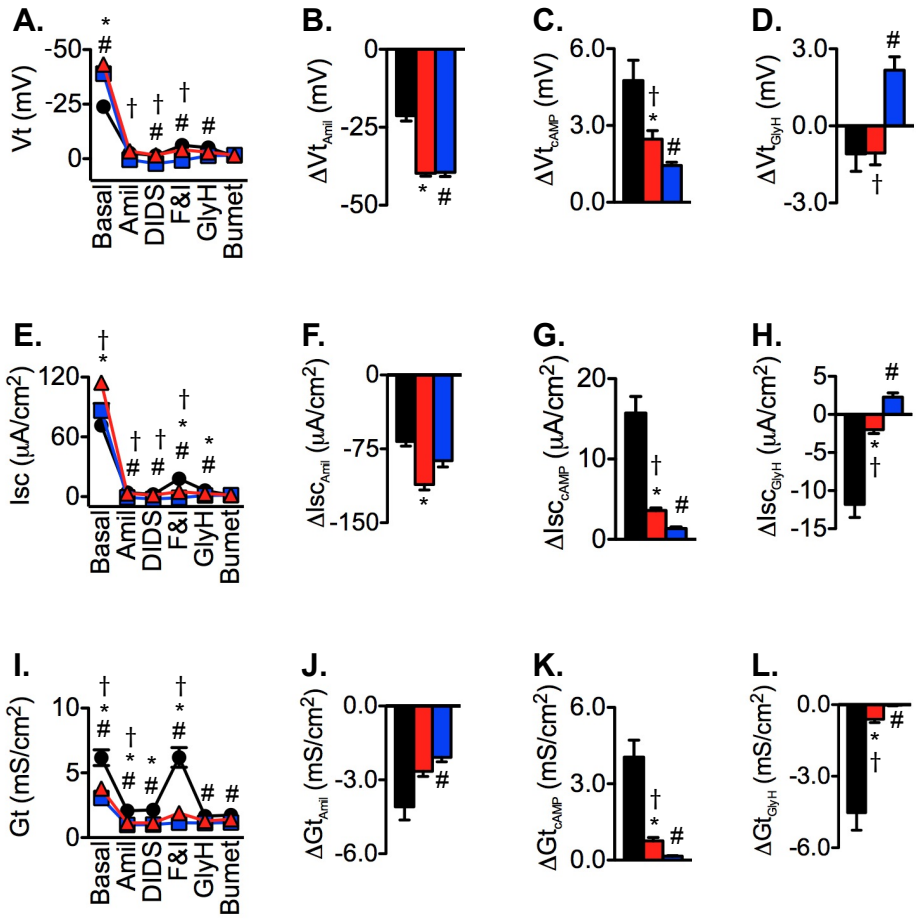 A.
* #
-50
-25
0
Vt (mV)
† † # † # #
Basal
Amil
DIDS
F&I
GlyH
Bumet
B.
0
-25
-50
ΔVtAmil (mV)
* #
C.
6.0
3.0
0.0
ΔVtcAMP (mV)
† * #
D.
3.0
0.0
-3.0
ΔVtGlyH (mV)
† #
E.
120
60
0
Isc (µA/cm2)
† * † # † # † * # * #
Basal
Amil
DIDS
F&I
GlyH
Bumet
F.
0
-75
-150
ΔIscAmil (µA/cm2)
*
G.
20
10
0
ΔIsccAMP (µA/cm2)
† * #
H.
5
0
-5
-10
-15
ΔIscGlyH (µA/cm2)
* † #
I.
10
5
0
Gt (mS/cm2)
† * # † * # * # † * # # #
Basal
Amil
DIDS
F&I
GlyH
Bumet
J.
0.0
-3.0
-6.0
ΔGtAmil (mS/cm2)
#
K.
6.0
3.0
0.0
ΔGtcAMP (mS/cm2)
† * #
L.
0.0
-3.0
-6.0
ΔGtGlyH (mS/cm2)
* † #